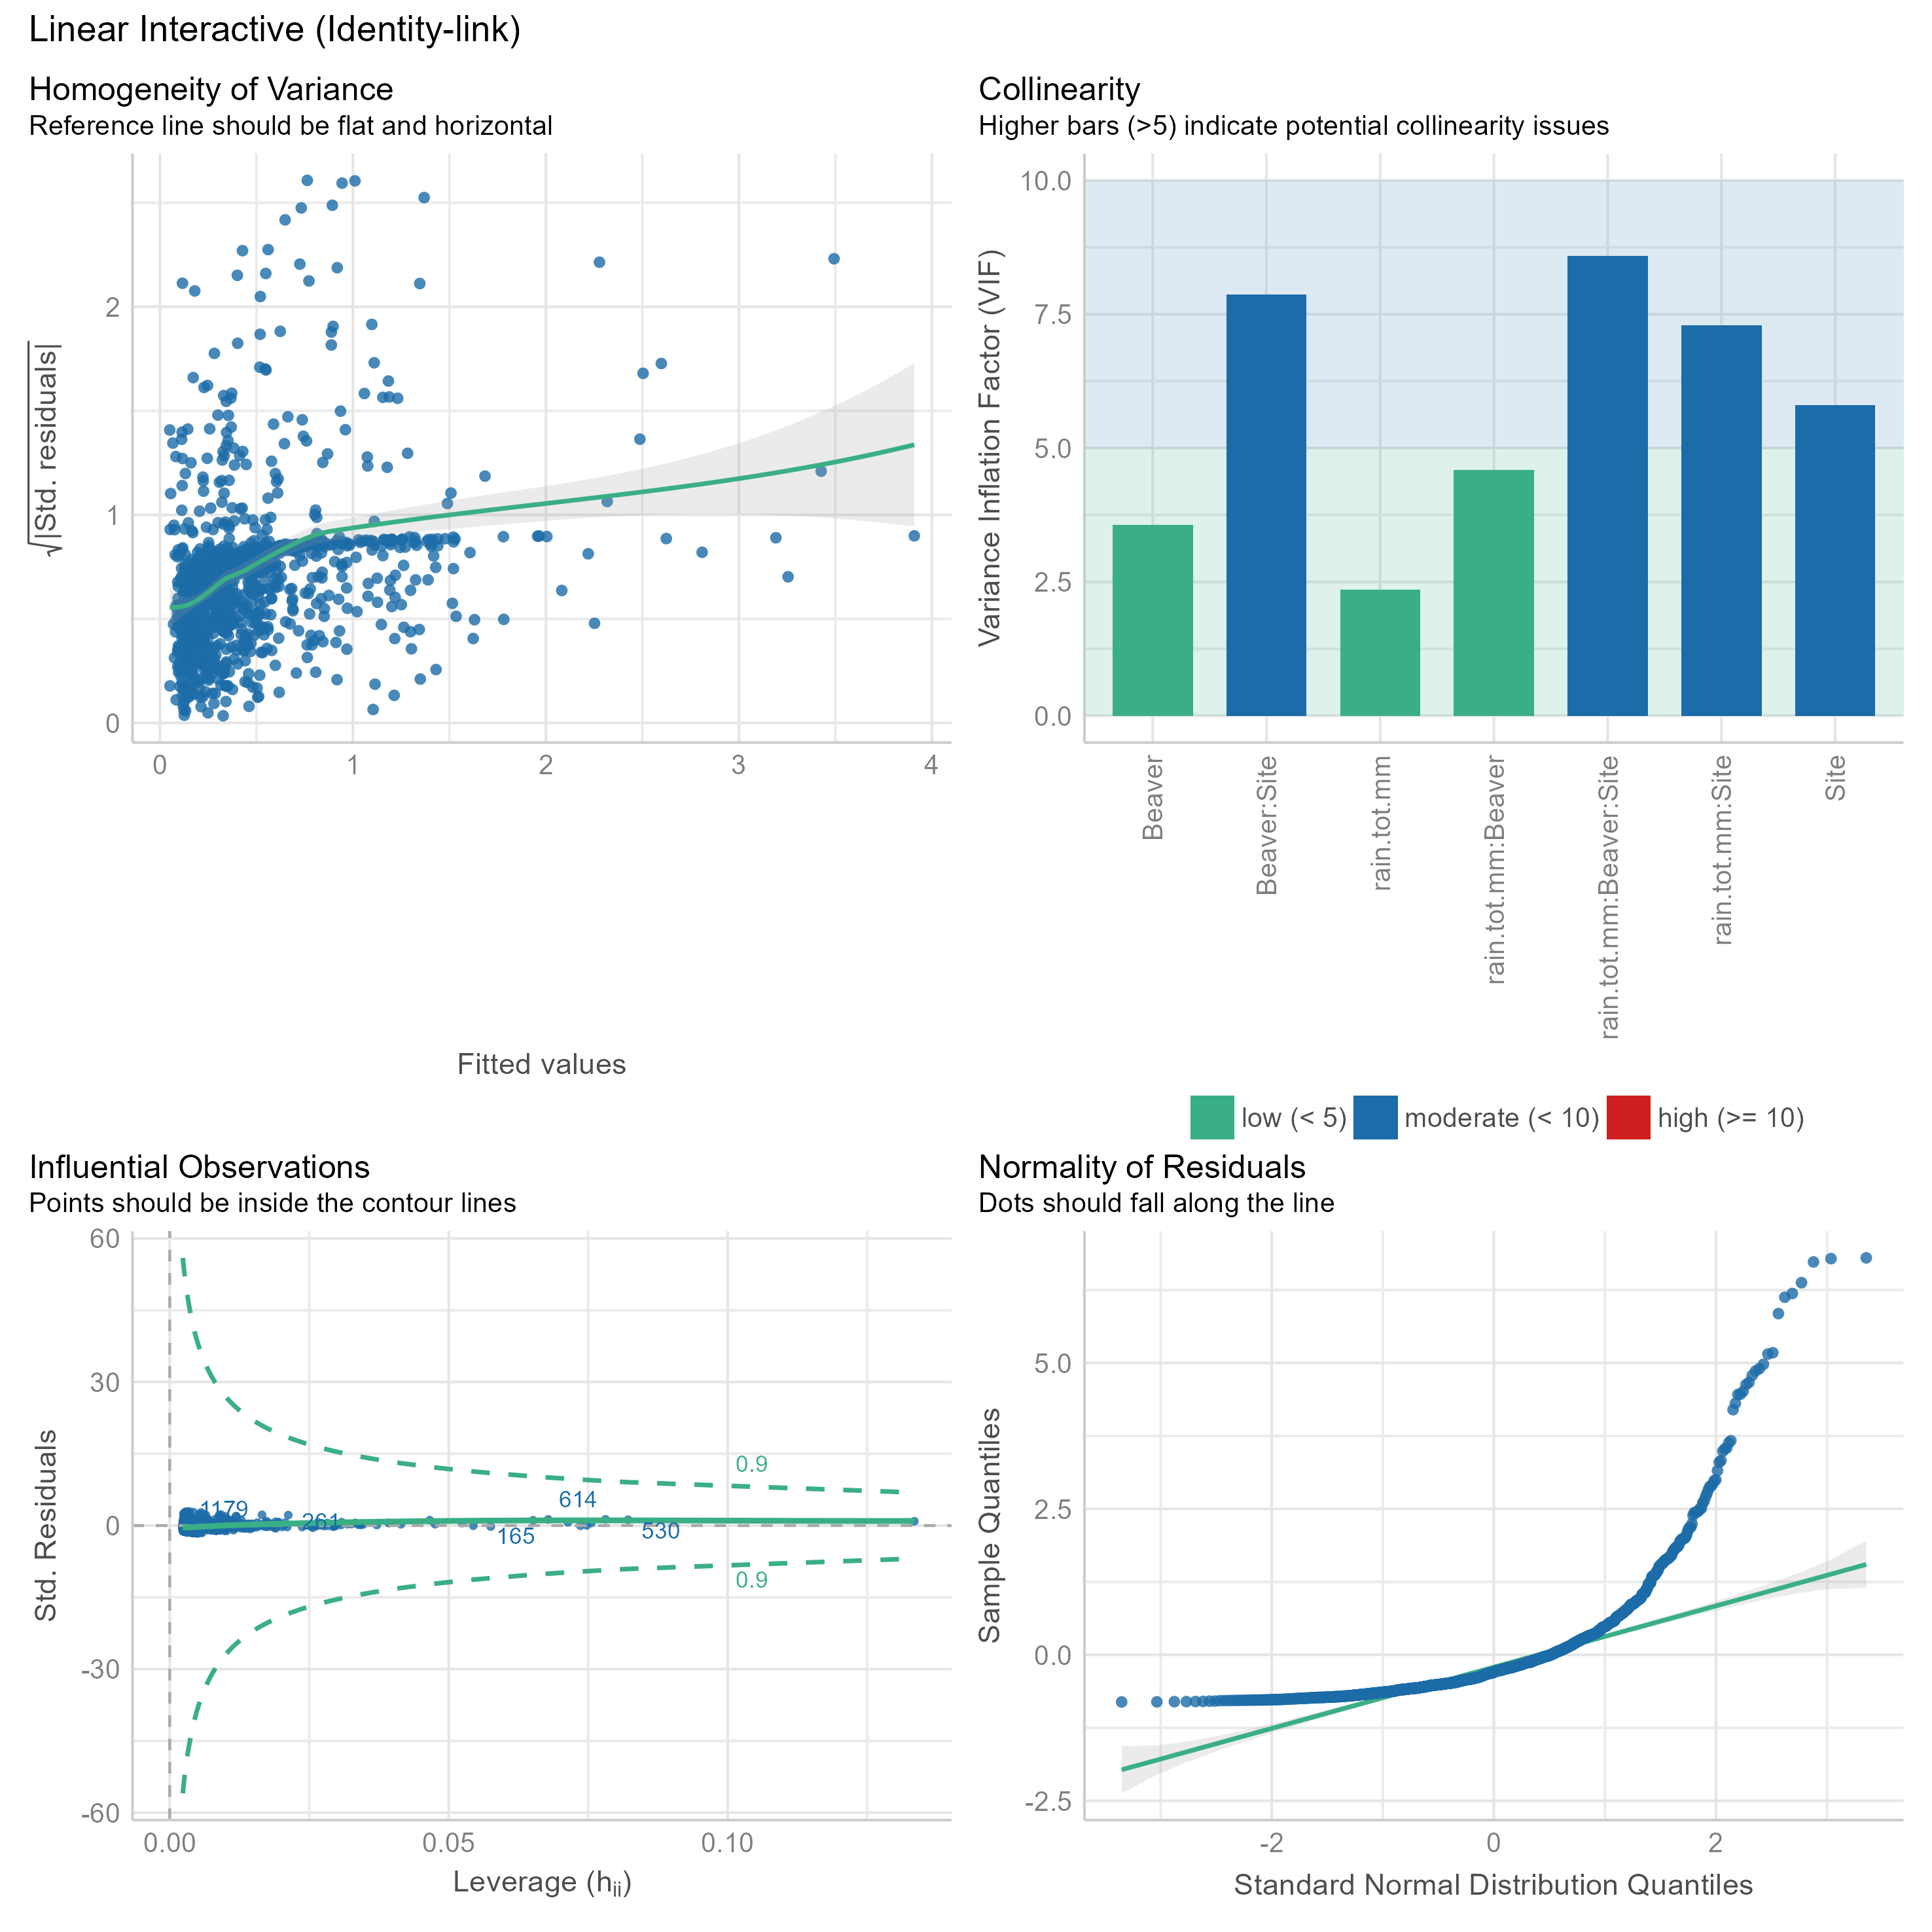 Linear Interactive (Identity-link)
Homogeneity of Variance
Reference line should be flat and horizontal
√|Std. residuals|
2
1
0
0 1 2 3 4
Fitted values
Collinearity
Higher bars (>5) indicate potential collinearity issues
Variance Inflation Factor (VIF)
10.0
7.5
5.0
2.5
0.0
Beaver
Beaver:Site
rain.tot.mm
rain.tot.mm:Beaver
rain.tot.mm:Beaver:Site
rain.tot.mm:Site
Site
low (< 5) moderate (< 10) high (>= 10)
Influential Observations
Points should be inside the contour lines
Std. Residuals
60
30
0
-30
-60
0.9
614
1179
261
165
530
0.9
0.00 0.05 0.10
Leverage (hii)
Normality of Residuals
Dots should fall along the line
Sample Quantiles
5.0
2.5
0.0
-2.5
-2 0 2
Standard Normal Distribution Quantiles